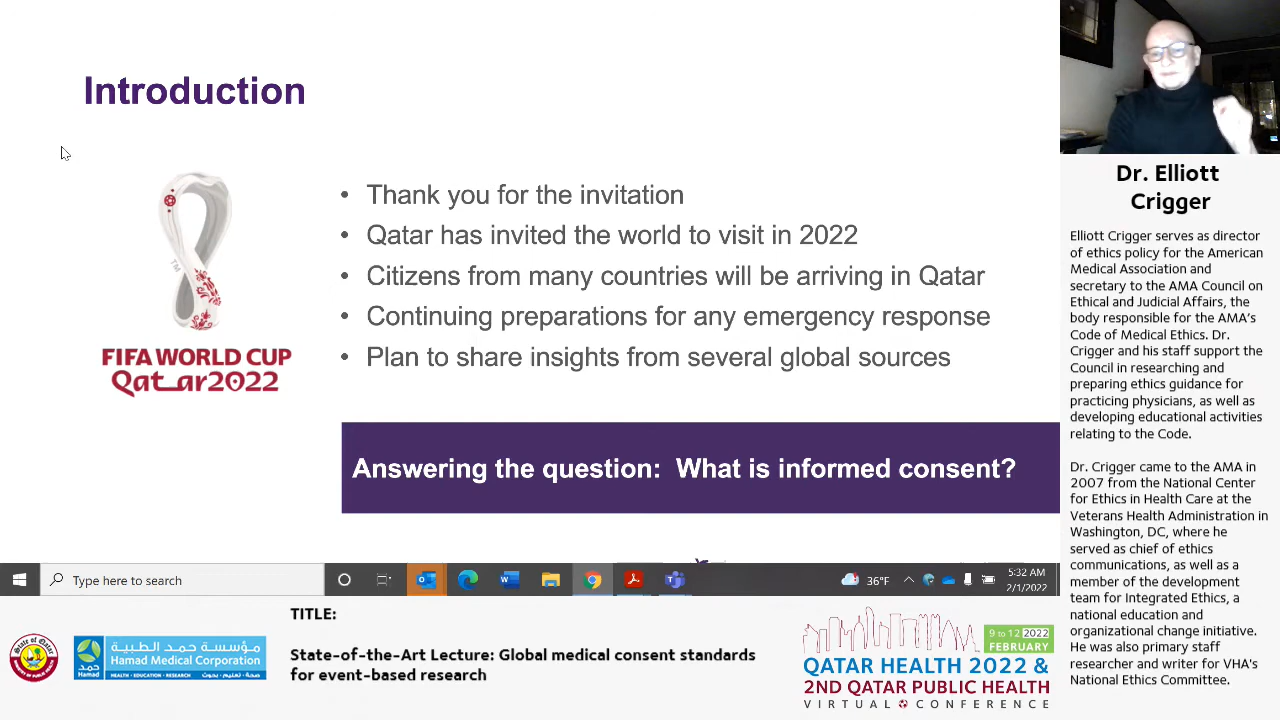 Introduction
• Thank you for the invitation
• Qatar has invited the world to visit in 2022
• Citizens from many countries will be arriving in Qatar
• Continuing preparations for any emergency response
• Plan to share insights from several global sources
TM
FIFA WORLD CUP
Qatar2022
Answering the question:  What is informed consent?
Type here to search
36°F
5:32 AM
2/1/2022
Dr. Elliott
Crigger
Elliott Crigger serves as director
of ethics policy for the American
Medical Association and
secretary to the AMA Council on
Ethical and Judicial Affairs, the
body responsible for the AMA's
Code of Medical Ethics. Dr.
Crigger and his staff support the
Council in researching and
preparing ethics guidance for
practicing physicians, as well as
developing educational activities
relating to the Code.
Dr. Crigger came to the AMA in
2007 from the National Center
for Ethics in Health Care at the
Veterans Health Administration in
Washington, DC, where he
served as chief of ethics
communications, as well as a
member of the development
team for Integrated Ethics, a
national education and
organizational change initiative.
He was also primary staff
researcher and writer for VHA's
National Ethics Committee.
TITLE:
State-of-the-Art Lecture: Global medical consent standards
for event-based research
State of Qatar
مؤسسة حمد الطبية
Hamad Medical Corporation
HEALTH • EDUCATION • RESEARCH
صحة • تعليم • بحوث
حمد
Hamad
9 to 12 2022
FEBRUARY
QATAR HEALTH 2022 &
2ND QATAR PUBLIC HEALTH
VIRTUAL CONFERENCE